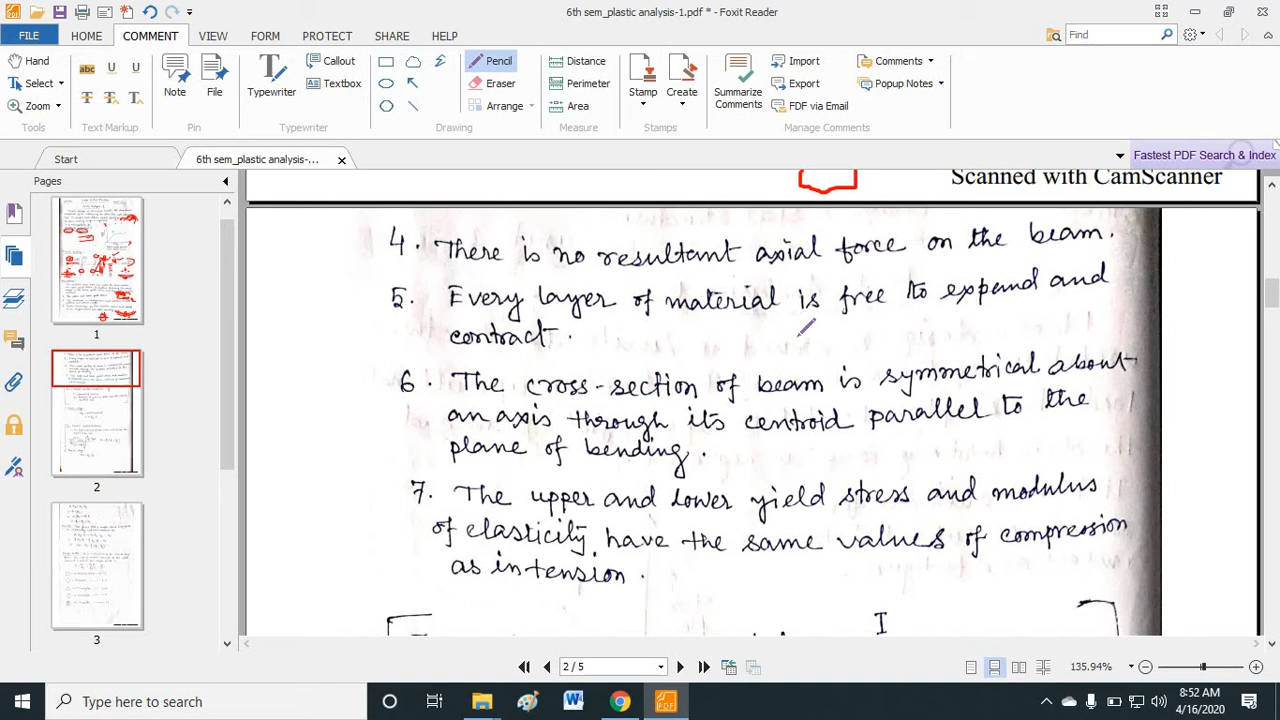 6th sem_plastic analysis-1.pdf * - Foxit Reader
FILE HOME COMMENT VIEW FORM PROTECT SHARE HELP
Find
Hand
Select
Zoom
Tools
Text Markup
Note
File
Pin
Typewriter
Callout
Textbox
Typewriter
Pencil
Eraser
Arrange
Drawing
Distance
Perimeter
Area
Measure
Stamp
Create
Stamps
Summarize
Comments
Import
Export
FDF via Email
Comments
Popup Notes
Manage Comments
Start
6th sem_plastic analysis-...
Fastest PDF Search & Index
Pages
1
2
3
Scanned with CamScanner
4. There is no resultant axial force on the beam.
5. Every layer of material is free to expend and
contract.
6. The cross-section of beam is symmetrical about
an axis through its centroid parallel to the
plane of bending.
7. The upper and lower yield stress and modulus
of elasticity have the same values of compression
as in tension.
I
2 / 5
135.94%
Type here to search
8:52 AM
4/16/2020